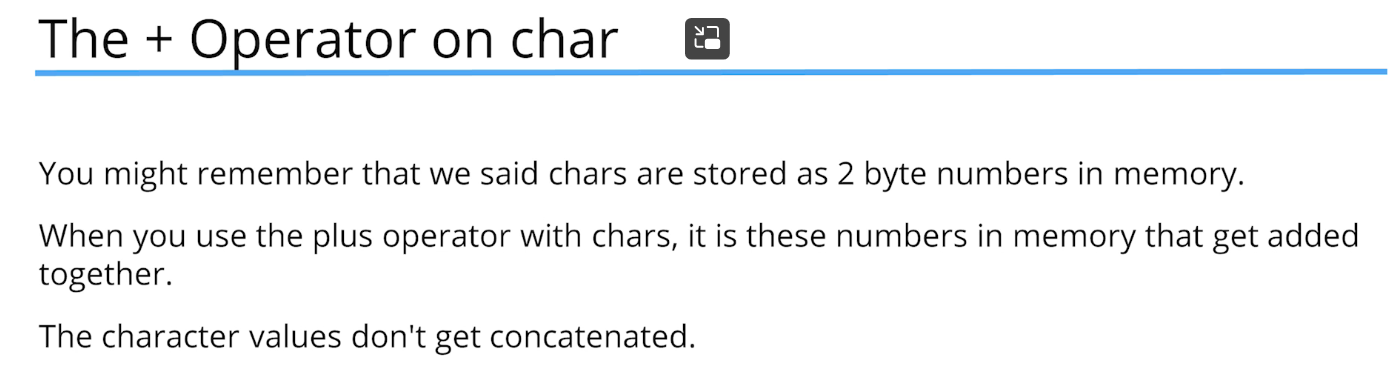 The + Operator on char
You might remember that we said chars are stored as 2 byte numbers in memory.
When you use the plus operator with chars, it is these numbers in memory that get added
together.
The character values don't get concatenated.